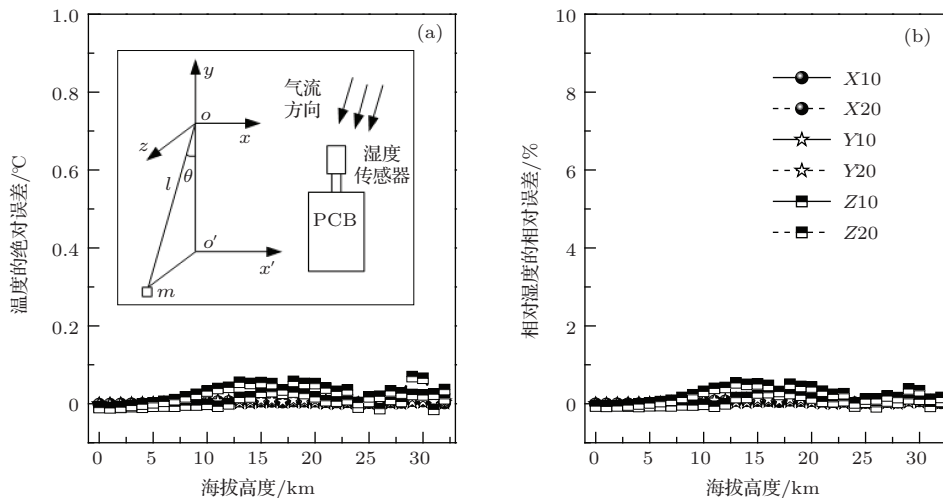 (a)
温度的绝对误差/℃
1.0
0.8
0.6
0.4
0.2
0
y
o
x
z
l
θ
o′
x′
m
气流
方向
湿度
传感器
PCB
0
5
10
15
20
25
30
海拔高度/km
(b)
相对湿度的相对误差/%
10
8
6
4
2
0
X10
X20
Y10
Y20
Z10
Z20
0
5
10
15
20
25
30
海拔高度/km